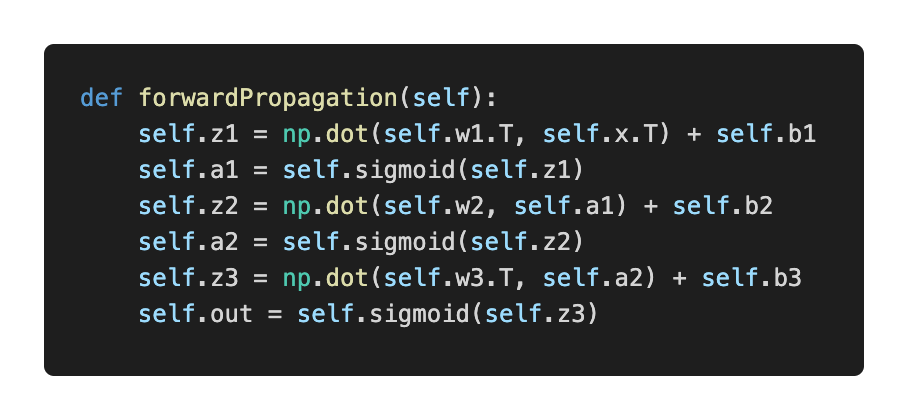 def forwardPropagation(self):
    self.z1 = np.dot(self.w1.T, self.x.T) + self.b1
    self.a1 = self.sigmoid(self.z1)
    self.z2 = np.dot(self.w2, self.a1) + self.b2
    self.a2 = self.sigmoid(self.z2)
    self.z3 = np.dot(self.w3.T, self.a2) + self.b3
    self.out = self.sigmoid(self.z3)